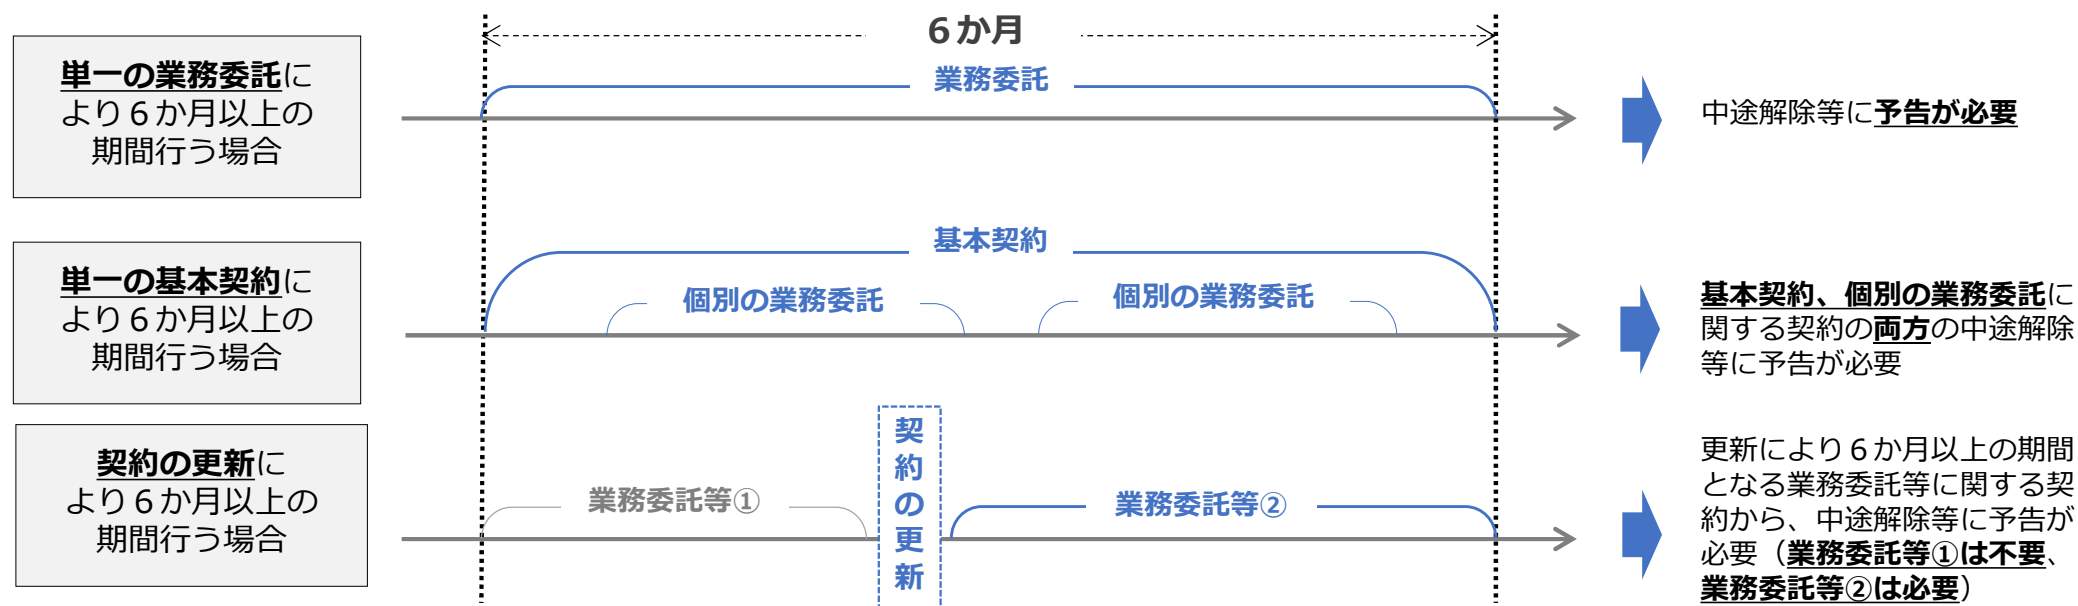 6か月
単一の業務委託に
より6か月以上の
期間行う場合
業務委託
中途解除等に予告が必要
単一の基本契約に
より6か月以上の
期間行う場合
基本契約
個別の業務委託
個別の業務委託
基本契約、個別の業務委託に
関する契約の両方の中途解除
等に予告が必要
契約の更新に
より6か月以上の
期間行う場合
業務委託等①
契約の更新
業務委託等②
更新により6か月以上の期間
となる業務委託等に関する契
約から、中途解除等に予告が
必要（業務委託等①は不要、
業務委託等②は必要）